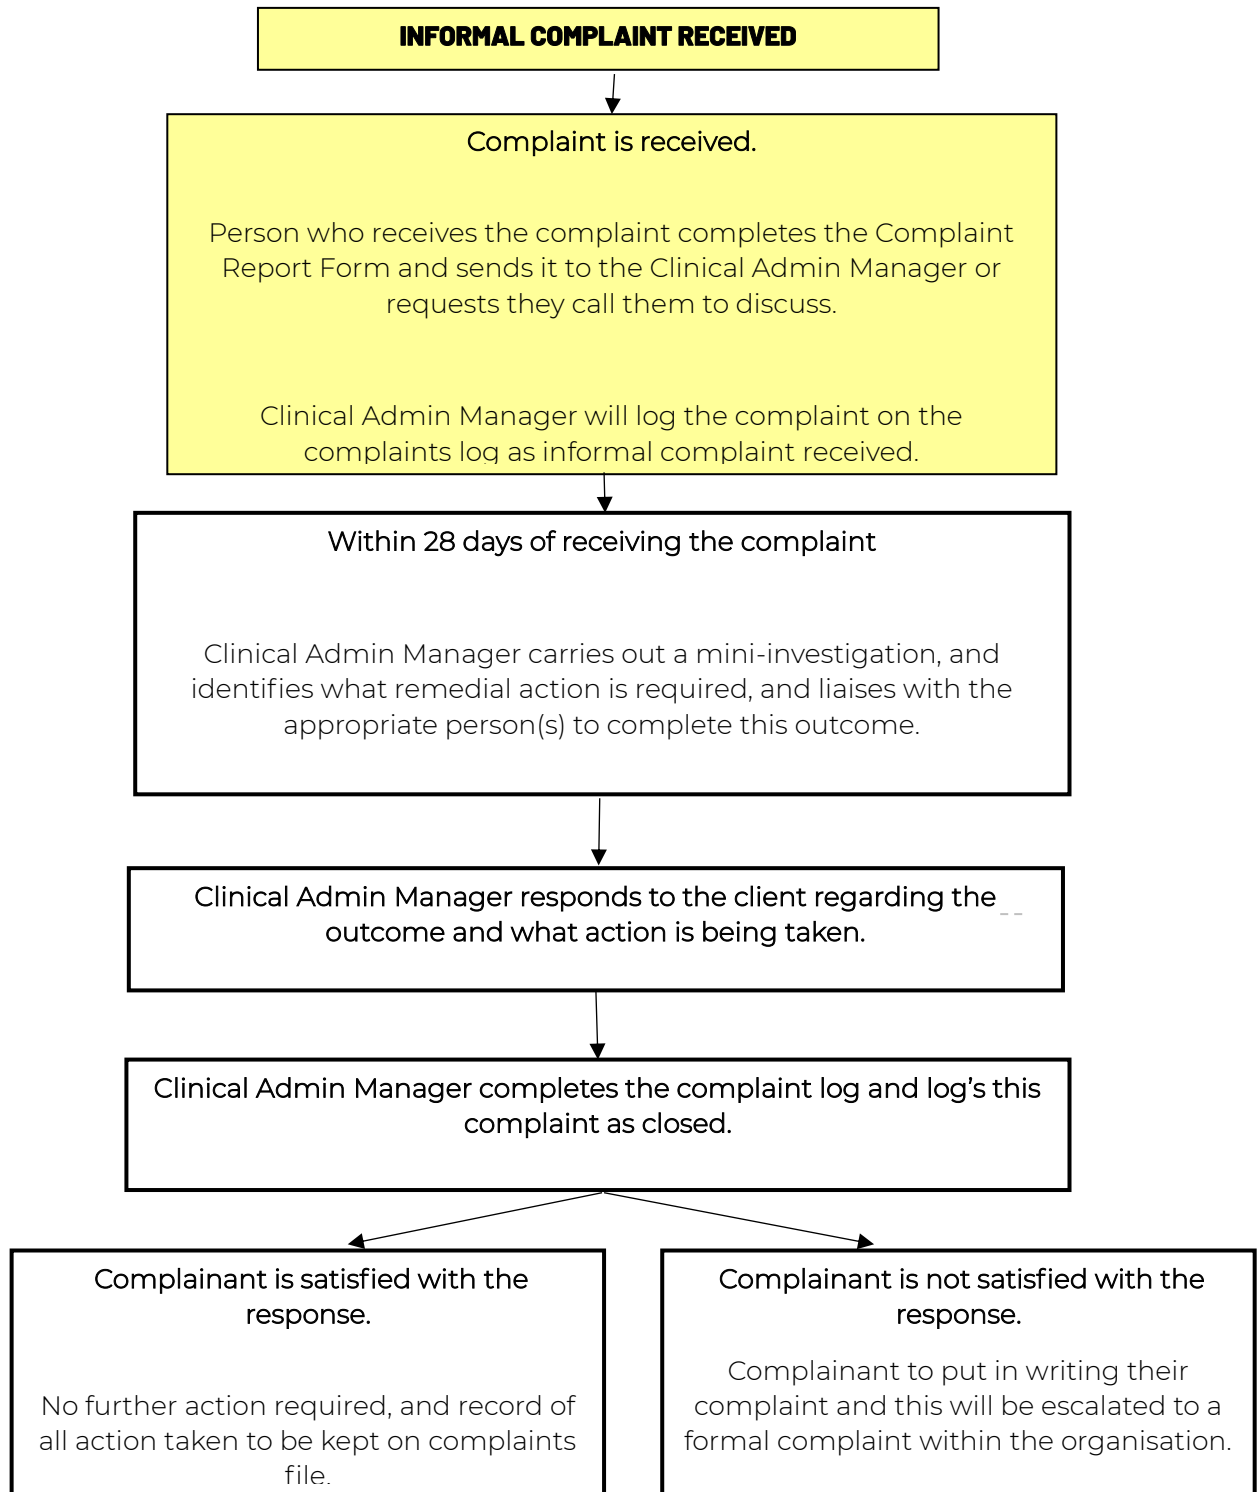 INFORMAL COMPLAINT RECEIVED
Complaint is received.
Person who receives the complaint completes the Complaint
Report Form and sends it to the Clinical Admin Manager or
requests they call them to discuss.
Clinical Admin Manager will log the complaint on the
complaints log as informal complaint received.
Within 28 days of receiving the complaint
Clinical Admin Manager carries out a mini-investigation, and
identifies what remedial action is required, and liaises with the
appropriate person(s) to complete this outcome.
Clinical Admin Manager responds to the client regarding the
outcome and what action is being taken.
Clinical Admin Manager completes the complaint log and log’s this
complaint as closed.
Complainant is satisfied with the
response.
No further action required, and record of
all action taken to be kept on complaints
file.
Complainant is not satisfied with the
response.
Complainant to put in writing their
complaint and this will be escalated to a
formal complaint within the organisation.